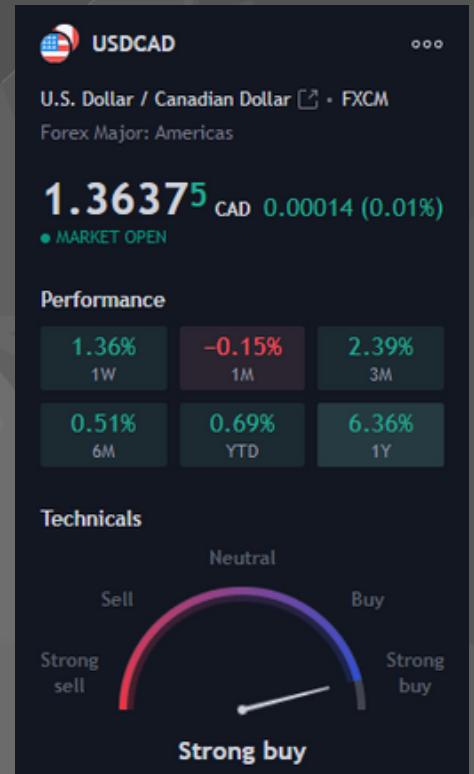 USDCAD
U.S. Dollar / Canadian Dollar • FXCM
Forex Major: Americas
1.36375 CAD 0.00014 (0.01%)
• MARKET OPEN
Performance
1.36% −0.15% 2.39%
1W 1M 3M
0.51% 0.69% 6.36%
6M YTD 1Y
Technicals
Neutral
Sell Buy
Strong sell Strong buy
Strong buy